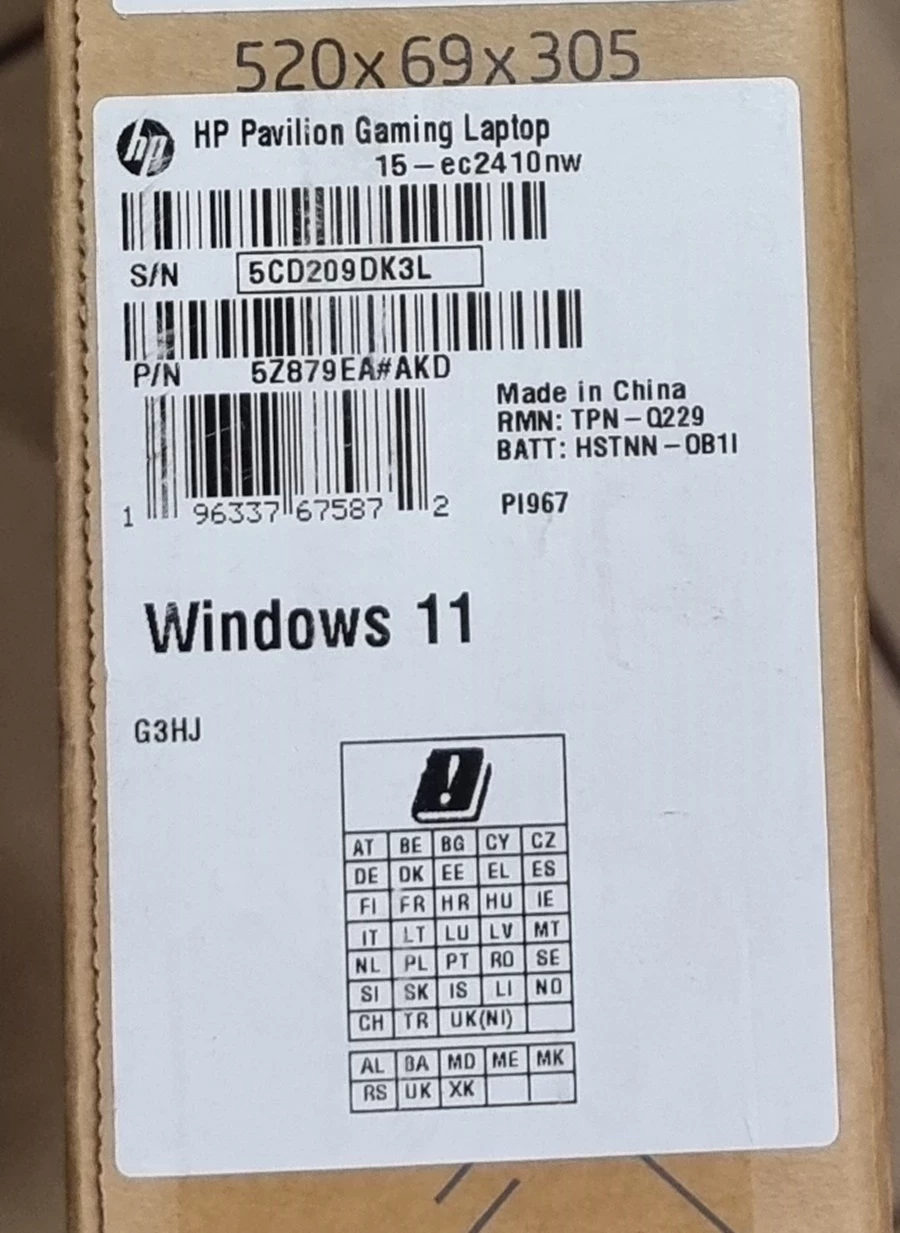 520x69x305
hp HP Pavilion Gaming Laptop
15-ec2410nw
S/N 5CD209DK3L
P/N 5Z879EA#AKD
Made in China
RMN: TPN-Q229
BATT: HSTNN-OB1I
1 96337 67587 2
PI967
Windows 11
G3HJ
!
AT BE BG CY CZ
DE DK EE EL ES
FI FR HR HU IE
IT LT LU LV MT
NL PL PT RO SE
SI SK IS LI NO
CH TR UK(NI)
AL BA MD ME MK
RS UK XK